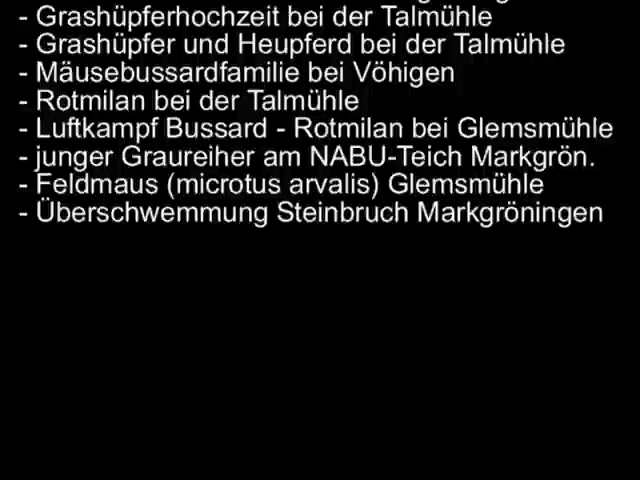 - Grashüpferhochzeit bei der Talmühle
- Grashüpfer und Heupferd bei der Talmühle
- Mäusebussardfamilie bei Vöhigen
- Rotmilan bei der Talmühle
- Luftkampf Bussard - Rotmilan bei Glemsmühle
- junger Graureiher am NABU-Teich Markgrön.
- Feldmaus (microtus arvalis) Glemsmühle
- Überschwemmung Steinbruch Markgröningen